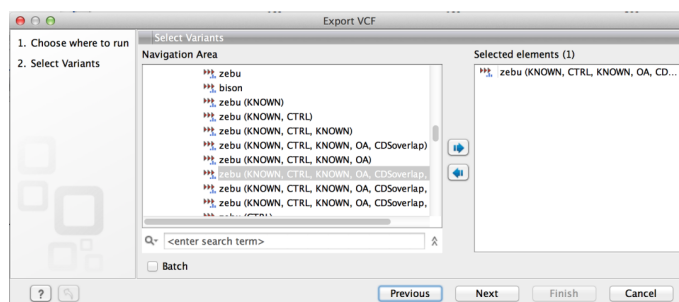 Export VCF
1. Choose where to run
2. Select Variants
Select Variants
Navigation Area
zebu
bison
zebu (KNOWN)
zebu (KNOWN, CTRL)
zebu (KNOWN, CTRL, KNOWN)
zebu (KNOWN, CTRL, KNOWN, OA, CDSoverlap)
zebu (KNOWN, CTRL, KNOWN, OA)
zebu (KNOWN, CTRL, KNOWN, OA, CDSoverlap,
zebu (KNOWN, CTRL, KNOWN, OA, CDSoverlap,
zebu (KNOWN, CTRL, KNOWN, OA, CDSoverlap,
zebu (CTRL)
<enter search term>
Batch
Selected elements (1)
zebu (KNOWN, CTRL, KNOWN, OA, CD...
?
Previous
Next
Finish
Cancel